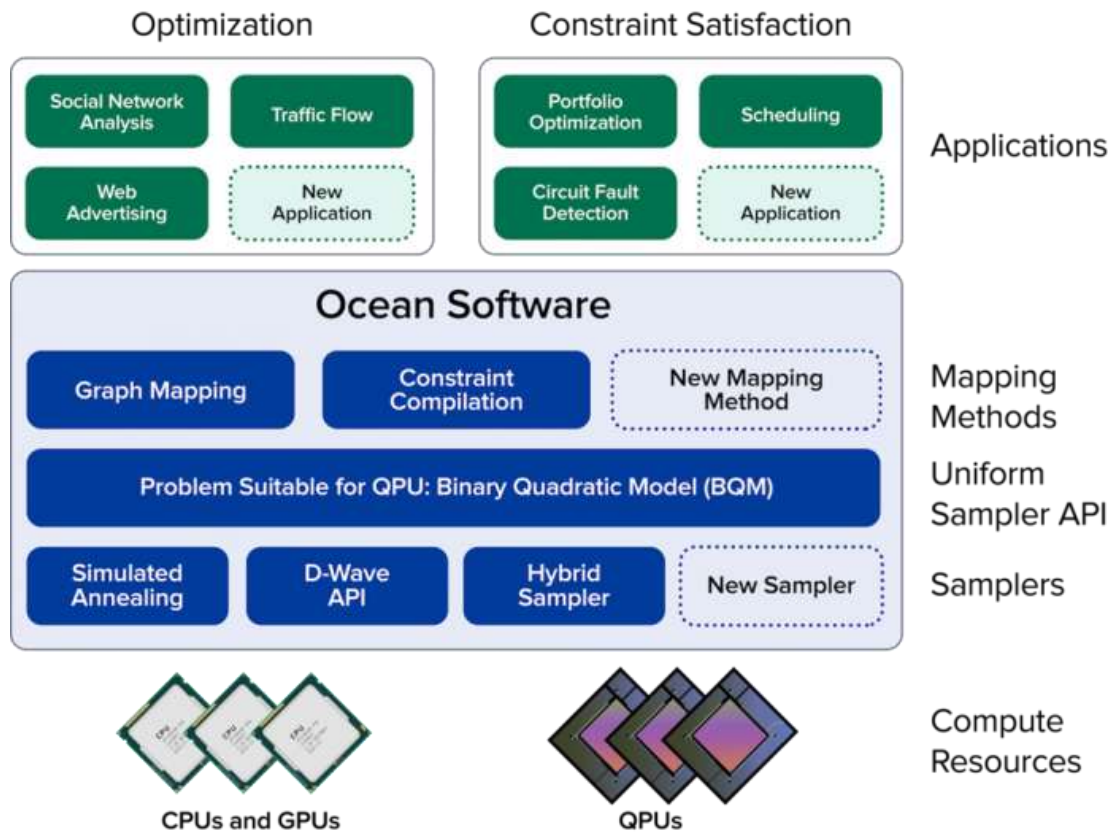 Optimization
Constraint Satisfaction
Social Network
Analysis
Traffic Flow
Web
Advertising
New
Application
Portfolio
Optimization
Scheduling
Circuit Fault
Detection
New
Application
Applications
Ocean Software
Graph Mapping
Constraint
Compilation
New Mapping
Method
Mapping
Methods
Problem Suitable for QPU: Binary Quadratic Model (BQM)
Uniform
Sampler API
Simulated
Annealing
D-Wave
API
Hybrid
Sampler
New Sampler
Samplers
CPU
CPU
CPU
CPUs and GPUs
QPUs
Compute
Resources